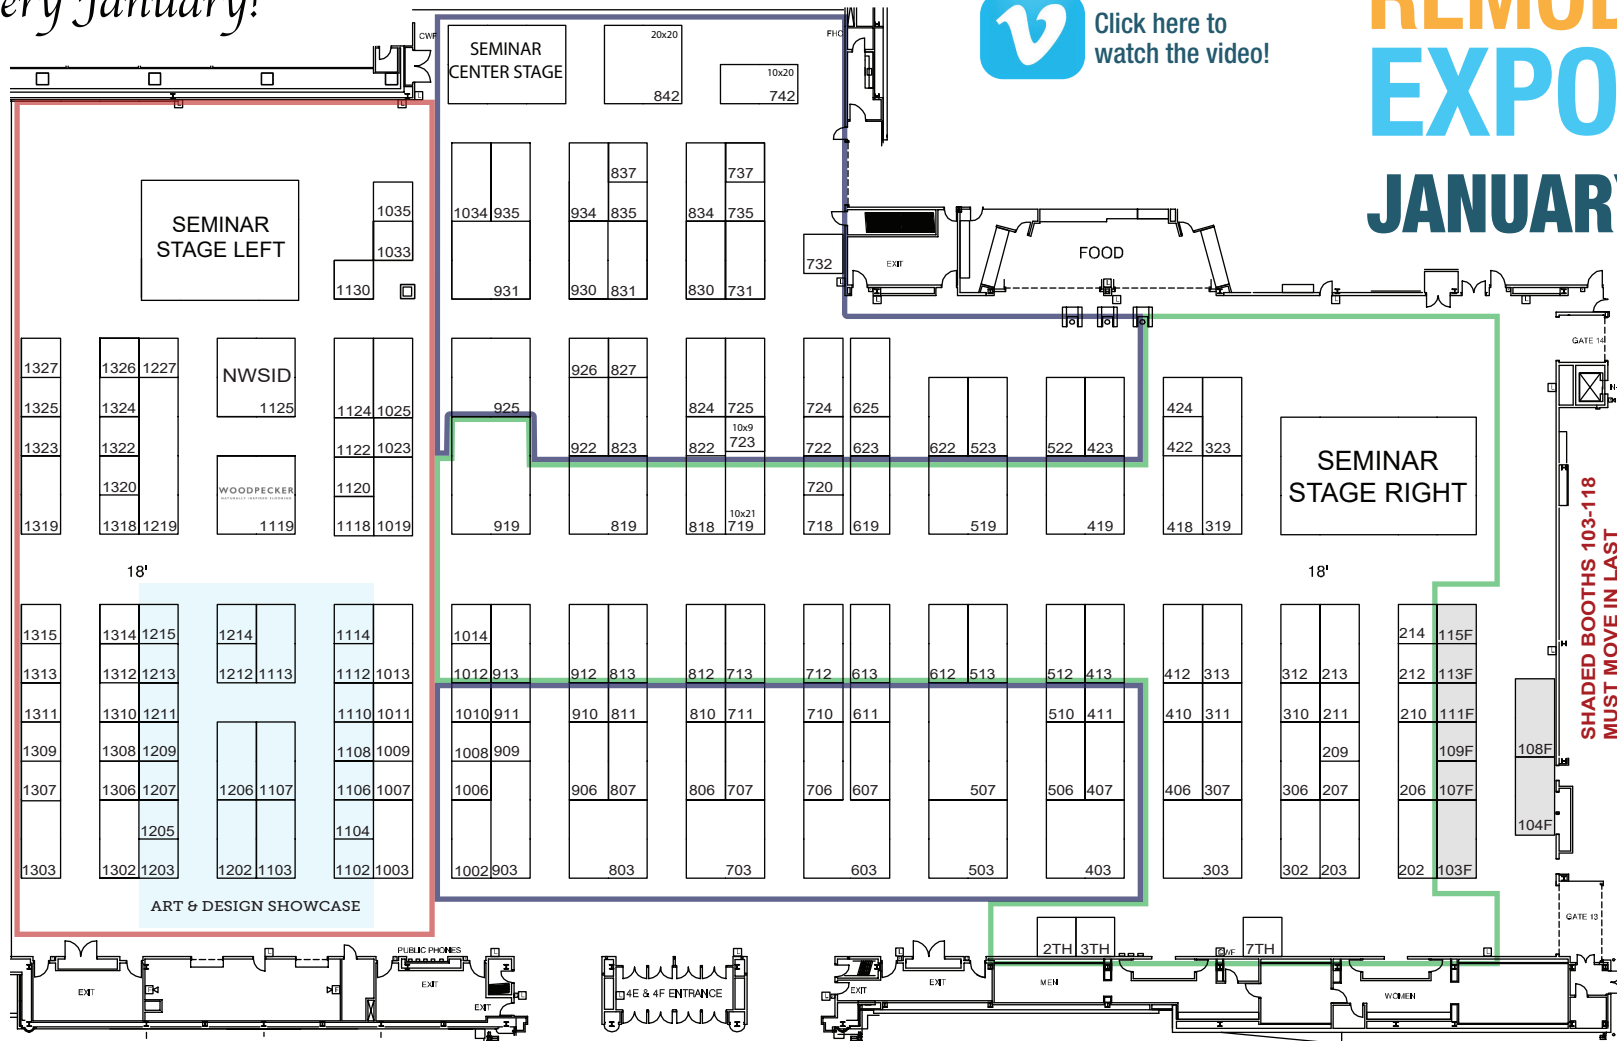 ery January!
Click here to
watch the video!
REMOD
EXPO
JANUARY
CWF
FHC
SEMINAR
CENTER STAGE
20x20
842
10x20
742
837 737
1034 935 934 835 834 735
931 930 831 830 731
732
EXIT
FOOD
SEMINAR
STAGE LEFT
1035
1033
1130
GATE 14
1327 1326 1227
NWSID
1125
926 827
1325 1324 1124 1025 925 824 725 724 625 424
10x9
1323 1322 1122 1023 922 823 822 723 722 623 622 523 522 423 422 323
SEMINAR
STAGE RIGHT
1320
WOODPECKER
1120 720
10x21
1319 1318 1219 1119 1118 1019 919 819 818 719 718 619 519 419 418 319
SHADED BOOTHS 103-118
MUST MOVE IN LAST
18' 18'
1315 1314 1215 1214 1114 1014 214 115F
1313 1312 1213 1212 1113 1112 1013 1012 913 912 813 812 713 712 613 612 513 512 413 412 313 312 213 212 113F
1311 1310 1211 1110 1011 1010 911 910 811 810 711 710 611 510 411 410 311 310 211 210 111F
1309 1308 1209 1108 1009 1008 909 209 109F 108F
1307 1306 1207 1206 1107 1106 1007 1006 906 807 806 707 706 607 507 506 407 406 307 306 207 206 107F
1205 1104 104F
1303 1302 1203 1202 1103 1102 1003 1002 903 803 703 603 503 403 303 302 203 202 103F
ART & DESIGN SHOWCASE
GATE 13
2TH 3TH 7TH
PUBLIC PHONES
EXIT EXIT EXIT
4E & 4F ENTRANCE
EXIT EXIT
MEN
WOMEN